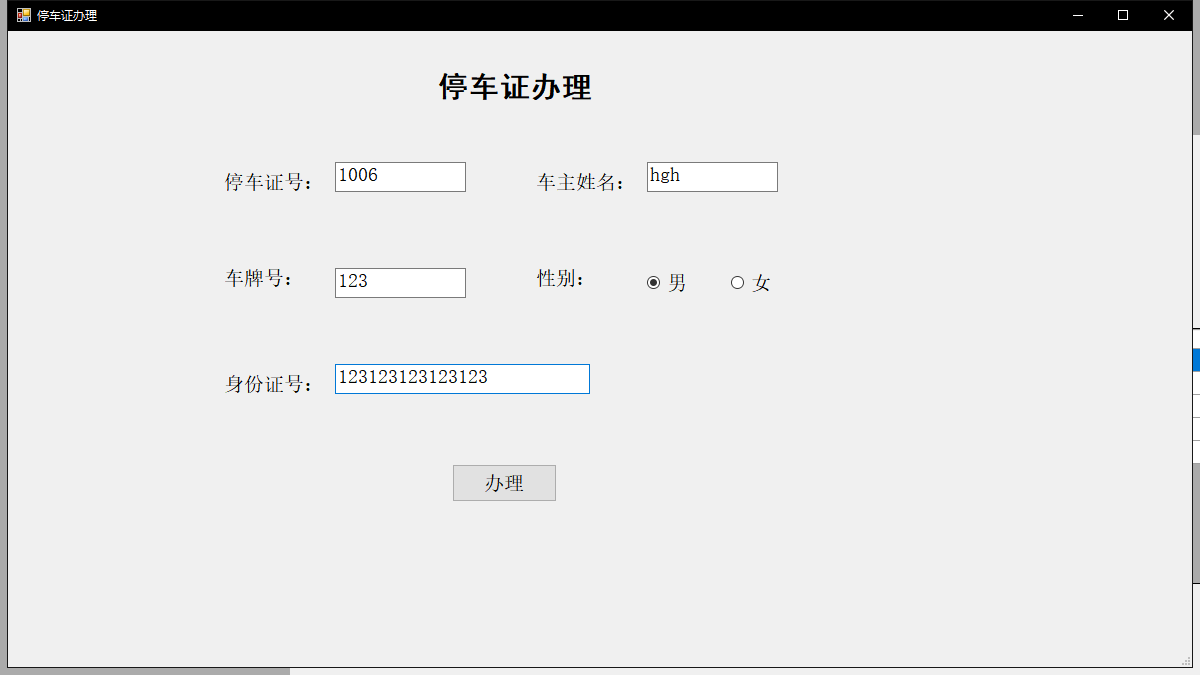 停车证办理
停车证办理
停车证号： 1006 车主姓名： hgh
车牌号： 123 性别： 男 女
身份证号： 123123123123123
办理